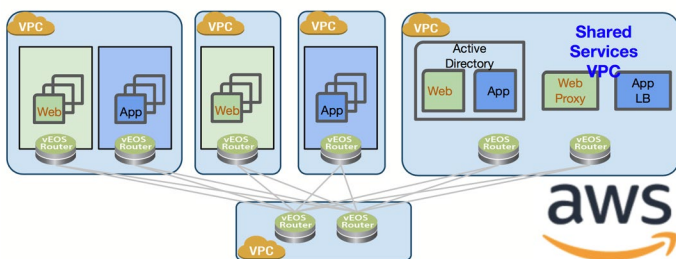 VPC
VPC
VPC
VPC
Shared
Services
VPC
Active
Directory
Web
App
Web
App
Web
App
Web
Proxy
App
LB
vEOS
Router
vEOS
Router
vEOS
Router
vEOS
Router
vEOS
Router
vEOS
Router
vEOS
Router
vEOS
Router
VPC
aws